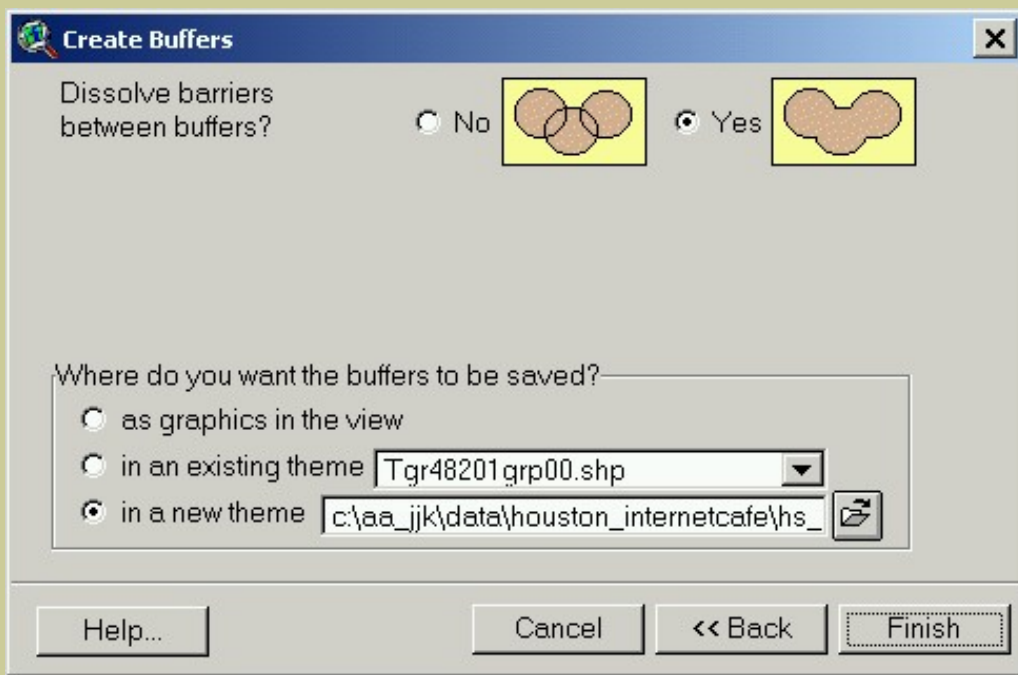 Create Buffers
Dissolve barriers
between buffers?
No
Yes
Where do you want the buffers to be saved?
as graphics in the view
in an existing theme Tgr48201grp00.shp
in a new theme c:\aa_jjk\data\houston_internetcafe\hs_
Help...
Cancel
<< Back
Finish